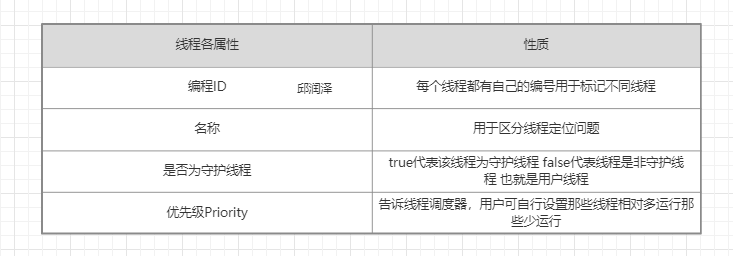 线程各属性 性质
编程ID 邱润泽 每个线程都有自己的编号用于标记不同线程
名称 用于区分线程定位问题
是否为守护线程 true代表该线程为守护线程 false代表线程是非守护线
程 也就是用户线程
优先级Priority 告诉线程调度器，用户可自行设置那些线程相对多运行那
些少运行